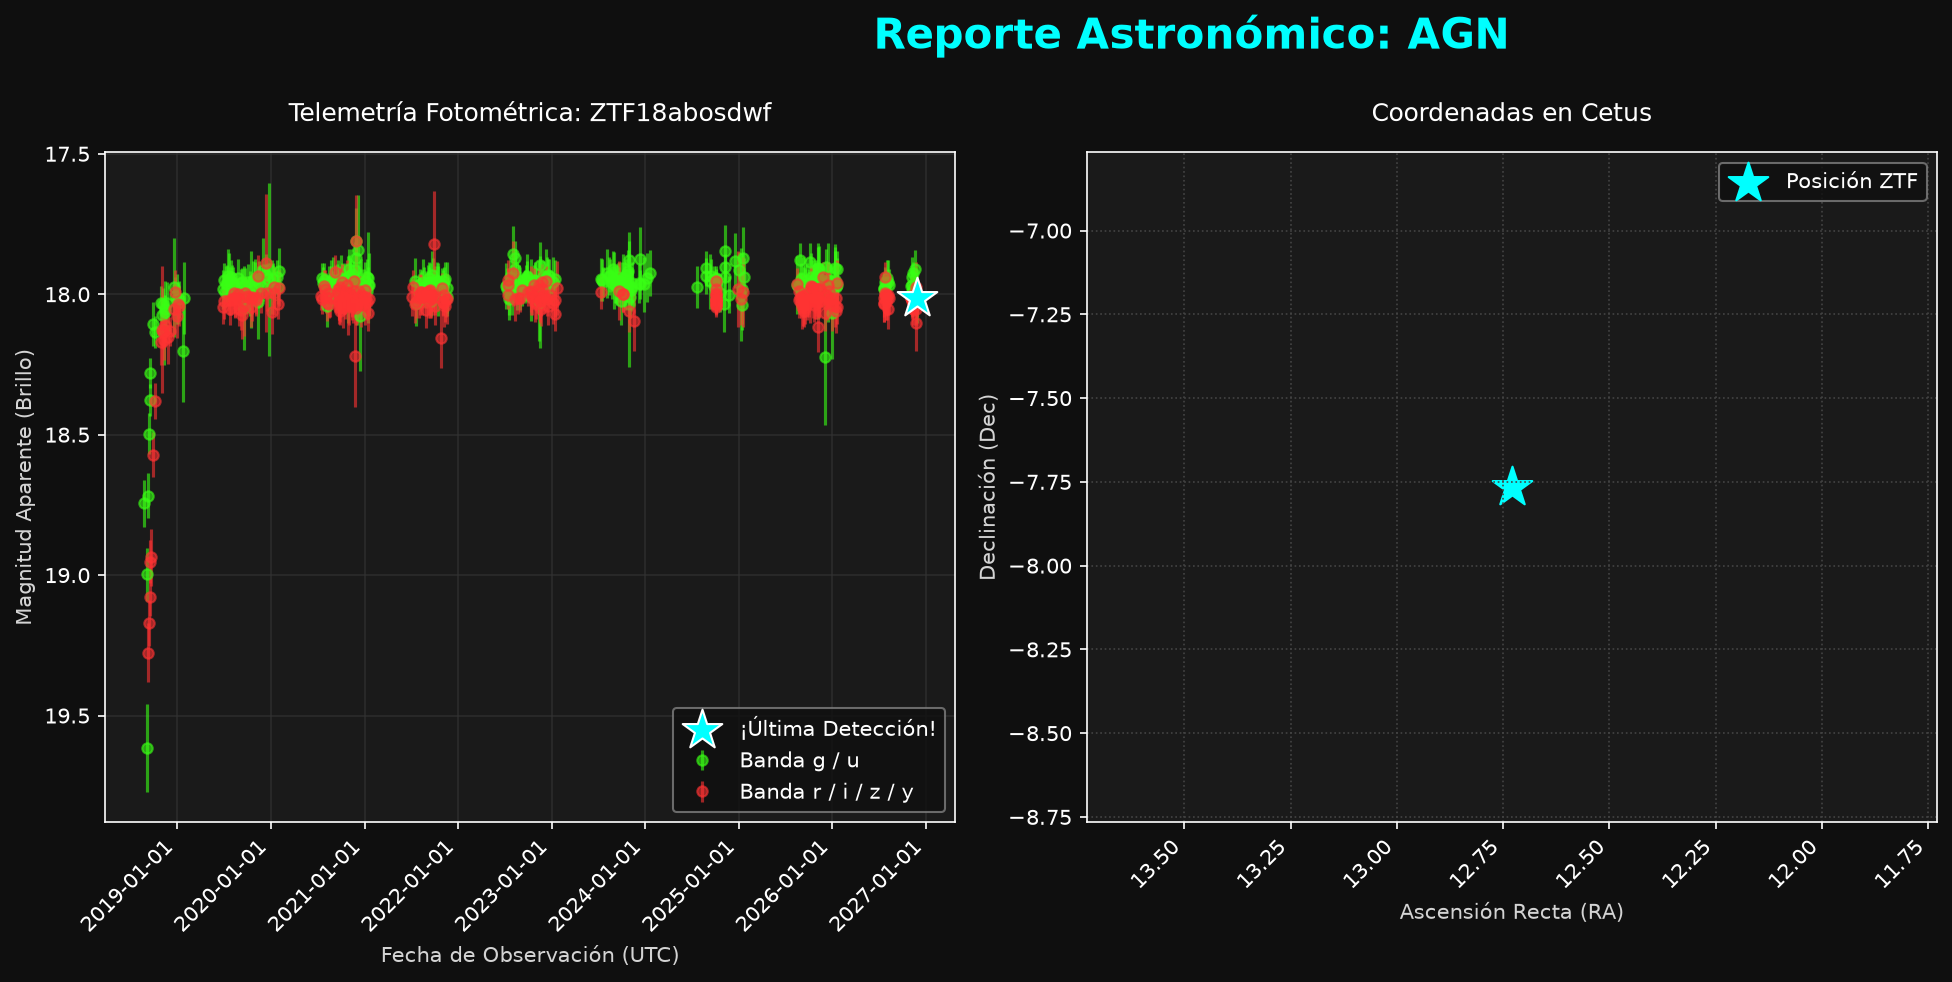 Reporte Astronómico: AGN
Telemetría Fotométrica: ZTF18abosdwf
17.5
18.0
18.5
19.0
19.5
Magnitud Aparente (Brillo)
¡Última Detección!
Banda g / u
Banda r / i / z / y
2019-01-01
2020-01-01
2021-01-01
2022-01-01
2023-01-01
2024-01-01
2025-01-01
2026-01-01
2027-01-01
Fecha de Observación (UTC)
Coordenadas en Cetus
Posición ZTF
−7.00
−7.25
−7.50
−7.75
−8.00
−8.25
−8.50
−8.75
Declinación (Dec)
13.50
13.25
13.00
12.75
12.50
12.25
12.00
11.75
Ascensión Recta (RA)